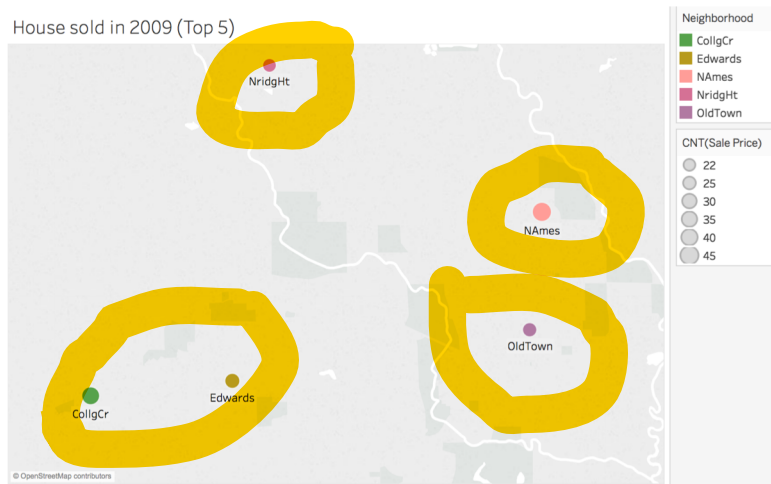 House sold in 2009 (Top 5)
NridgHt
NAmes
OldTown
Edwards
CollgCr
© OpenStreetMap contributors
Neighborhood
CollgCr
Edwards
NAmes
NridgHt
OldTown
CNT(Sale Price)
22
25
30
35
40
45